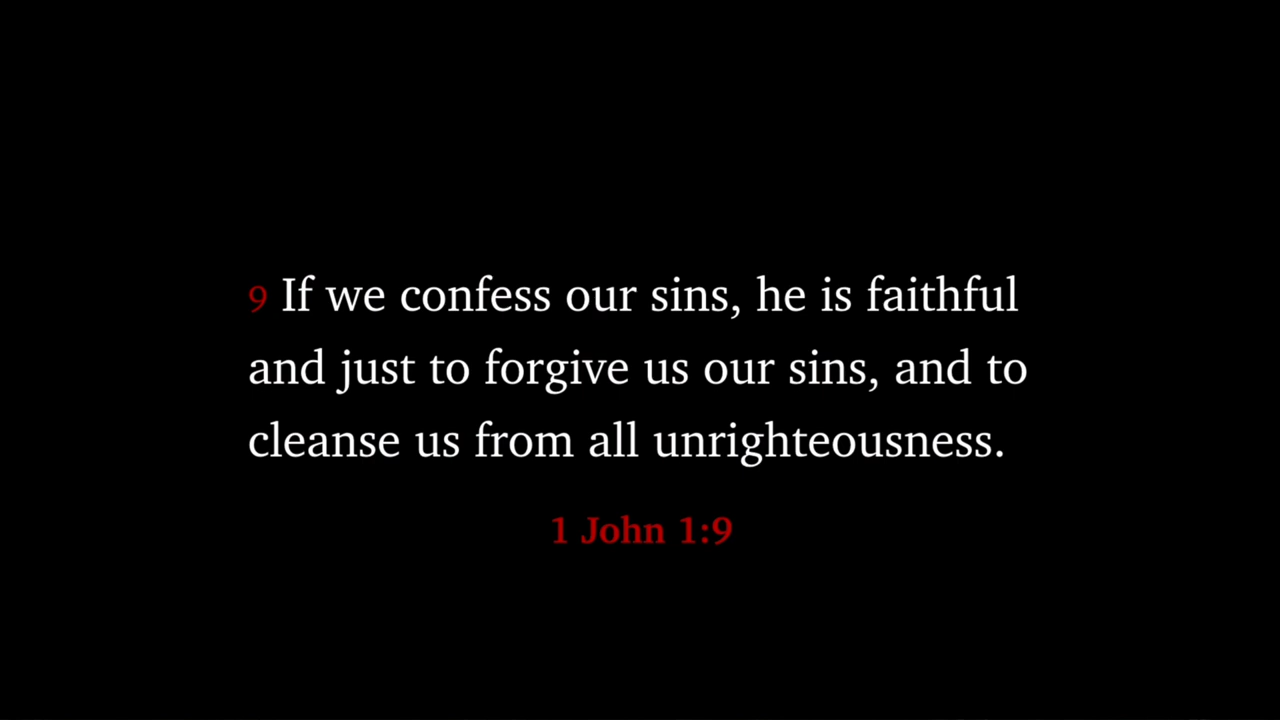 9 If we confess our sins, he is faithful
and just to forgive us our sins, and to
cleanse us from all unrighteousness.
1 John 1:9